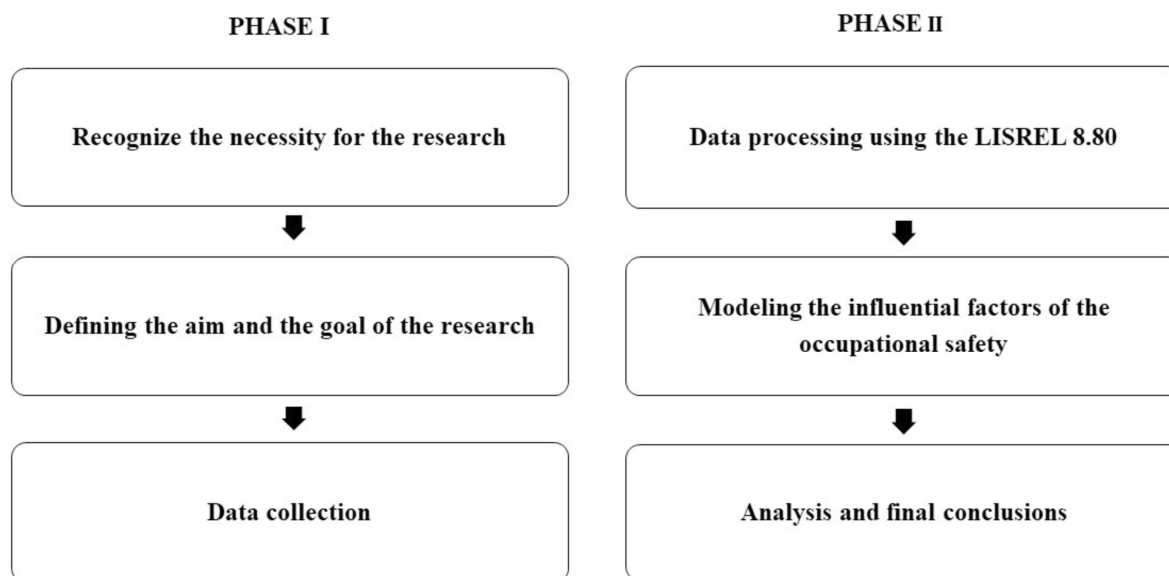 PHASE I
Recognize the necessity for the research
Defining the aim and the goal of the research
Data collection
PHASE II
Data processing using the LISREL 8.80
Modeling the influential factors of the
occupational safety
Analysis and final conclusions